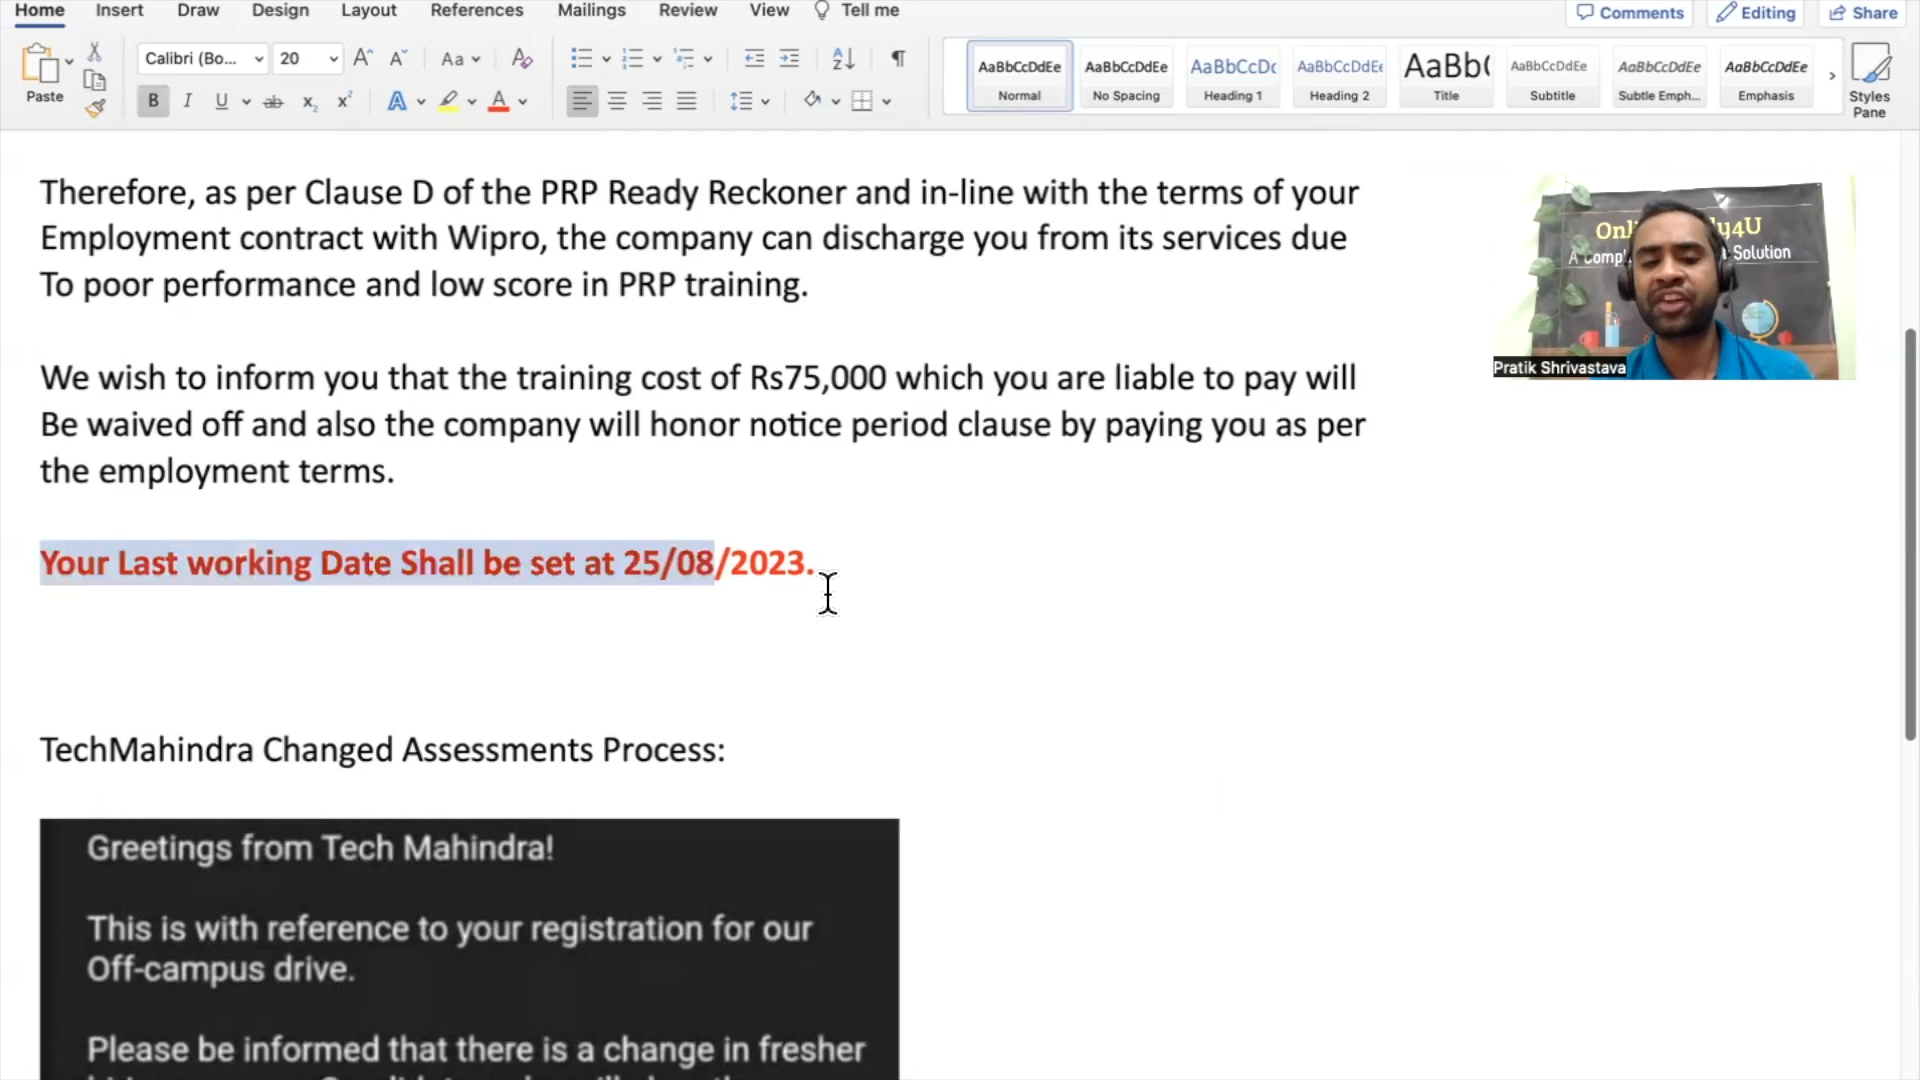 Home Insert Draw Design Layout References Mailings Review View Tell me Comments Editing Share
Calibri (Bo... 20 Aa
Paste
B I U ab x₂ x² A A
AaBbCcDdEe AaBbCcDdEe AaBbCcDc AaBbCcDdEe AaBb( AaBbCcDdEe AaBbCcDdEe AaBbCcDdEe
Normal No Spacing Heading 1 Heading 2 Title Subtitle Subtle Emph... Emphasis
Styles
Pane
Therefore, as per Clause D of the PRP Ready Reckoner and in-line with the terms of your
Employment contract with Wipro, the company can discharge you from its services due
To poor performance and low score in PRP training.
We wish to inform you that the training cost of Rs75,000 which you are liable to pay will
Be waived off and also the company will honor notice period clause by paying you as per
the employment terms.
Your Last working Date Shall be set at 25/08/2023.
TechMahindra Changed Assessments Process:
Greetings from Tech Mahindra!
This is with reference to your registration for our
Off-campus drive.
Please be informed that there is a change in fresher
Onl y4U
A Comp Solution
Pratik Shrivastava